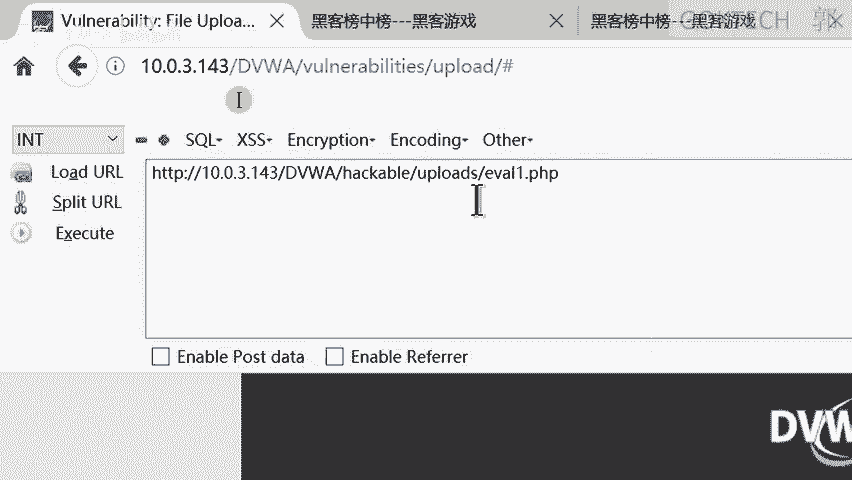 Vulnerability: File Uploa... 黑客榜中榜---黑客游戏 黑客榜中榜---黑客游戏
10.0.3.143/DVWA/vulnerabilities/upload/#
INT SQL XSS Encryption Encoding Other
Load URL http://10.0.3.143/DVWA/hackable/uploads/eval1.php
Split URL
Execute
Enable Post data Enable Referrer